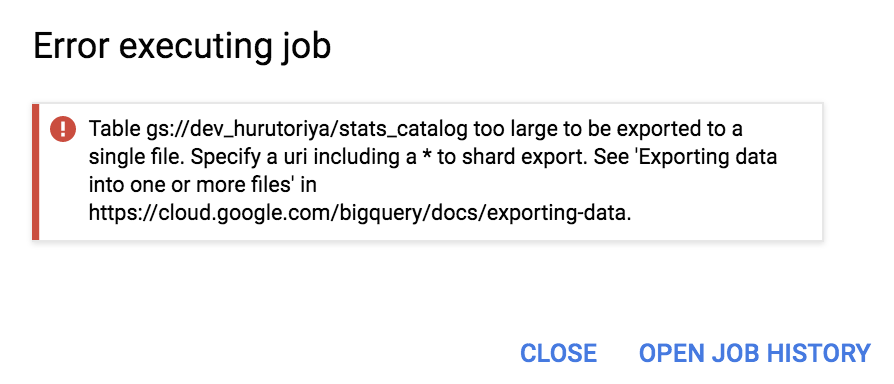 Error executing job
Table gs://dev_hurutoriya/stats_catalog too large to be exported to a
single file. Specify a uri including a * to shard export. See 'Exporting data
into one or more files' in
https://cloud.google.com/bigquery/docs/exporting-data.
CLOSE OPEN JOB HISTORY